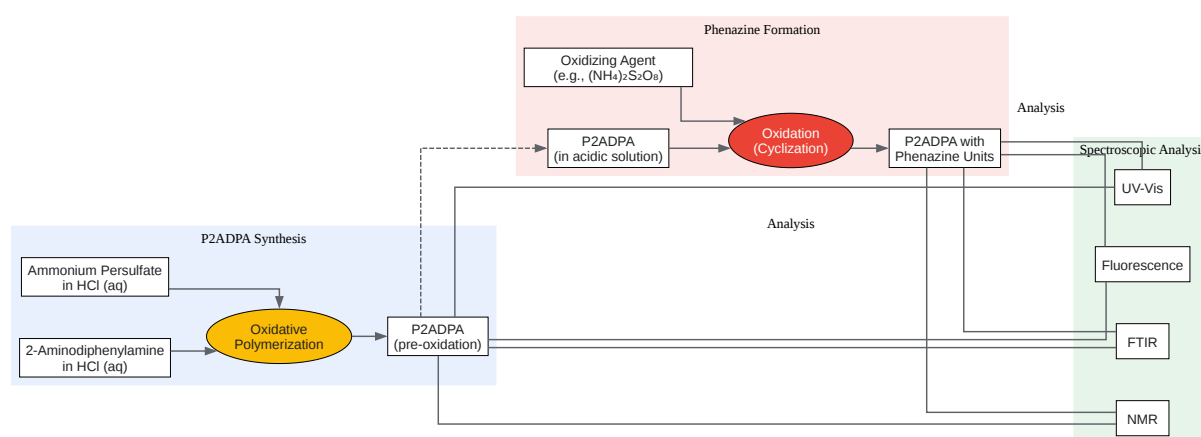 Phenazine Formation
Oxidizing Agent
(e.g., (NH₄)₂S₂O₈)
Analysis
P2ADPA
(in acidic solution)
Oxidation
(Cyclization)
P2ADPA with
Phenazine Units
Spectroscopic Analysi
UV-Vis
Analysis
P2ADPA Synthesis
Ammonium Persulfate
in HCl (aq)
Fluorescence
Oxidative
Polymerization
P2ADPA
(pre-oxidation)
2-Aminodiphenylamine
in HCl (aq)
FTIR
NMR